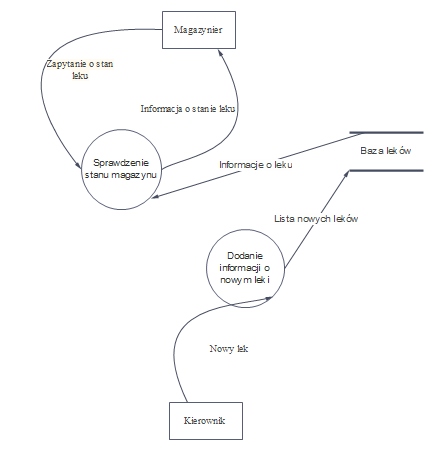 Magazynier
Zapytanie o stan
leku
Informacja o stanie leku
Sprawdzenie
stanu magazynu
Baza leków
Informacje o leku
Lista nowych leków
Dodanie
informacji o
nowym leki
Nowy lek
Kierownik